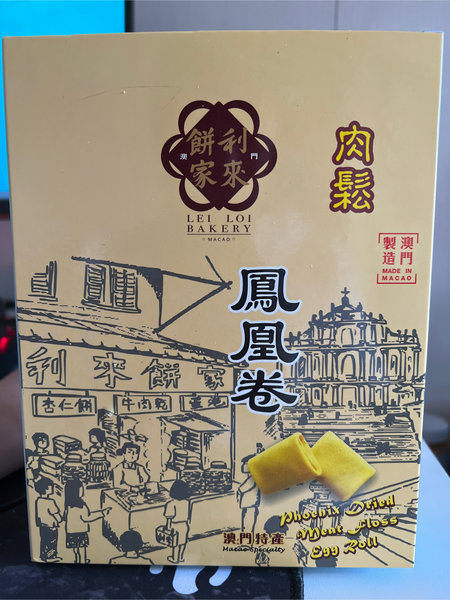 利來
餅家
澳門
LEI LOI
BAKERY
MACAO
肉鬆
澳門
製造
MADE IN
MACAO
鳳凰卷
利來餅家
杏仁餅
牛肉乾
Phoenix Dried
Meat Floss
Egg Roll
澳門特產
Macao Specialty